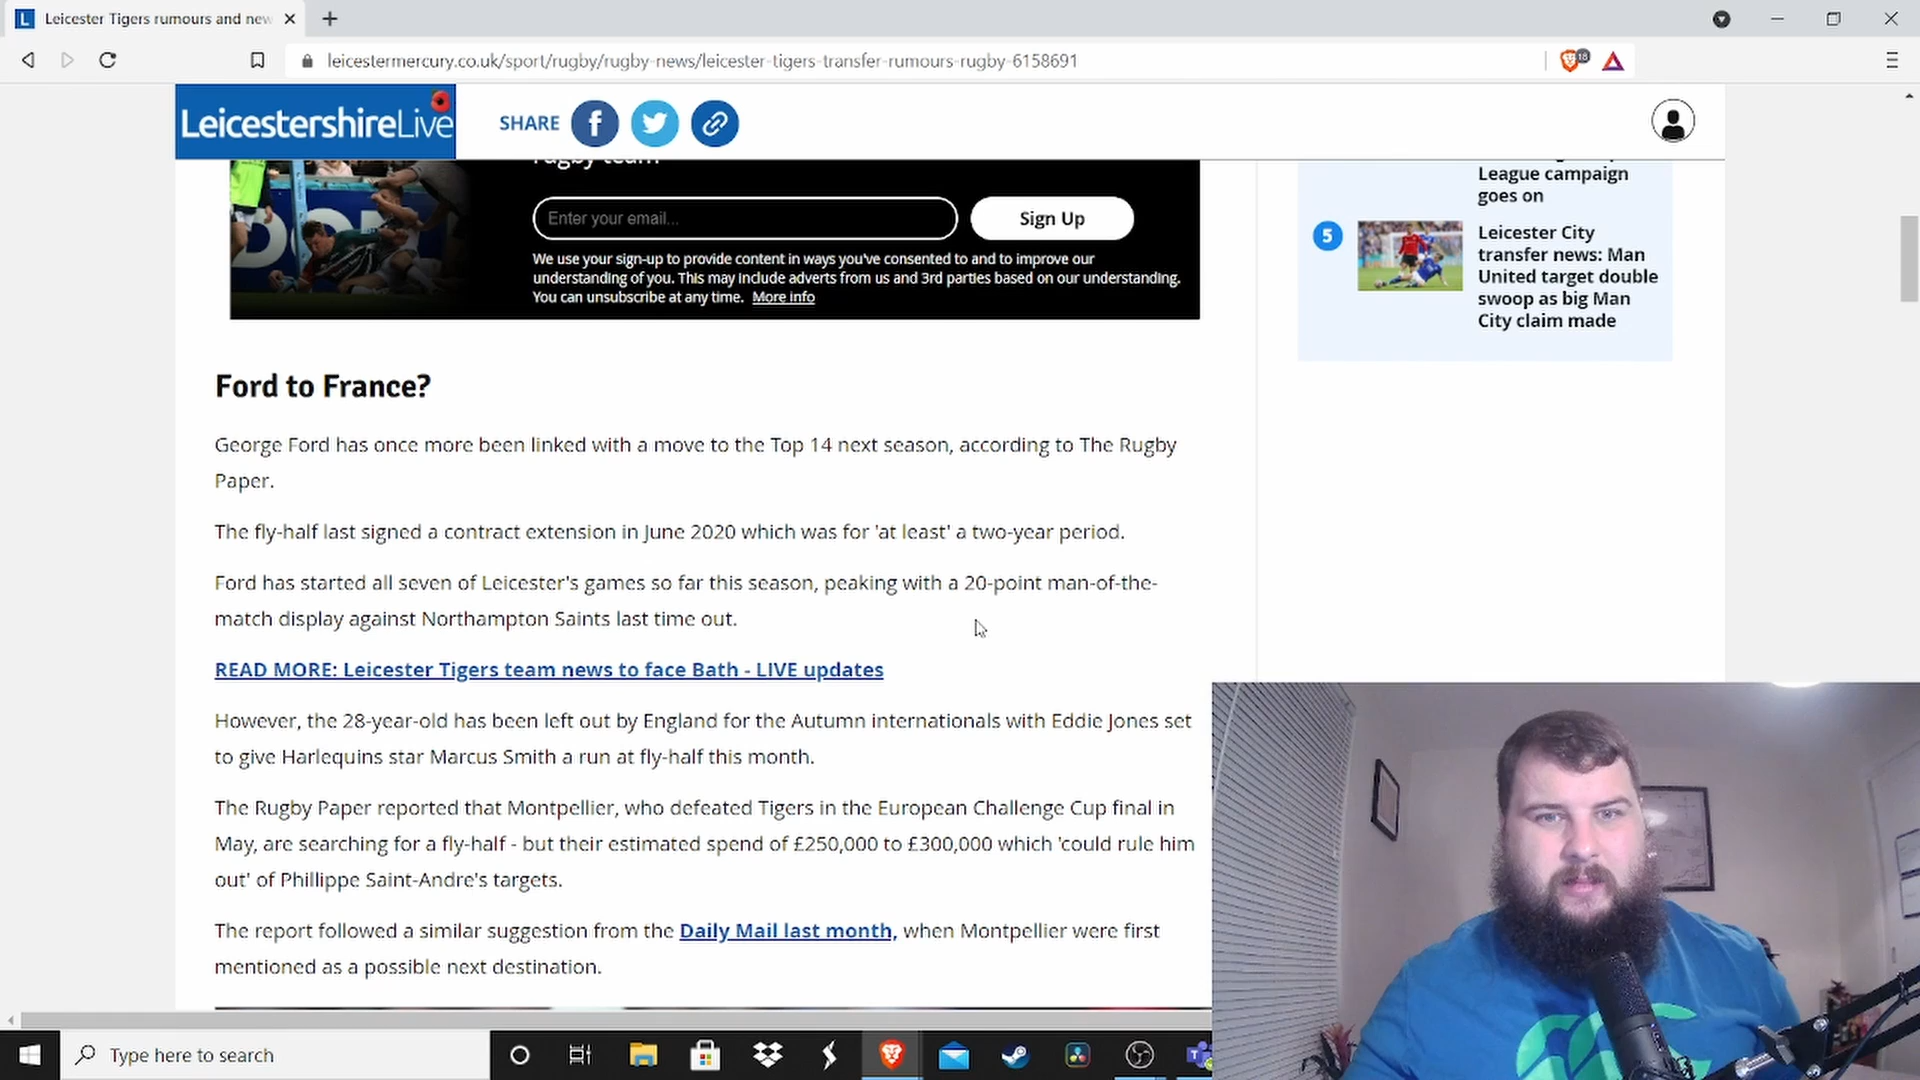 Leicester Tigers rumours and new
leicestermercury.co.uk/sport/rugby/rugby-news/leicester-tigers-transfer-rumours-rugby-6158691
18
LeicestershireLive
SHARE
rugby team
Enter your email...
Sign Up
We use your sign-up to provide content in ways you've consented to and to improve our
understanding of you. This may include adverts from us and 3rd parties based on our understanding.
You can unsubscribe at any time. More info
League campaign
goes on
5
Leicester City
transfer news: Man
United target double
swoop as big Man
City claim made
Ford to France?
George Ford has once more been linked with a move to the Top 14 next season, according to The Rugby
Paper.
The fly-half last signed a contract extension in June 2020 which was for 'at least' a two-year period.
Ford has started all seven of Leicester's games so far this season, peaking with a 20-point man-of-the-
match display against Northampton Saints last time out.
READ MORE: Leicester Tigers team news to face Bath - LIVE updates
However, the 28-year-old has been left out by England for the Autumn internationals with Eddie Jones set
to give Harlequins star Marcus Smith a run at fly-half this month.
The Rugby Paper reported that Montpellier, who defeated Tigers in the European Challenge Cup final in
May, are searching for a fly-half - but their estimated spend of £250,000 to £300,000 which 'could rule him
out' of Phillippe Saint-Andre's targets.
The report followed a similar suggestion from the Daily Mail last month, when Montpellier were first
mentioned as a possible next destination.
Type here to search